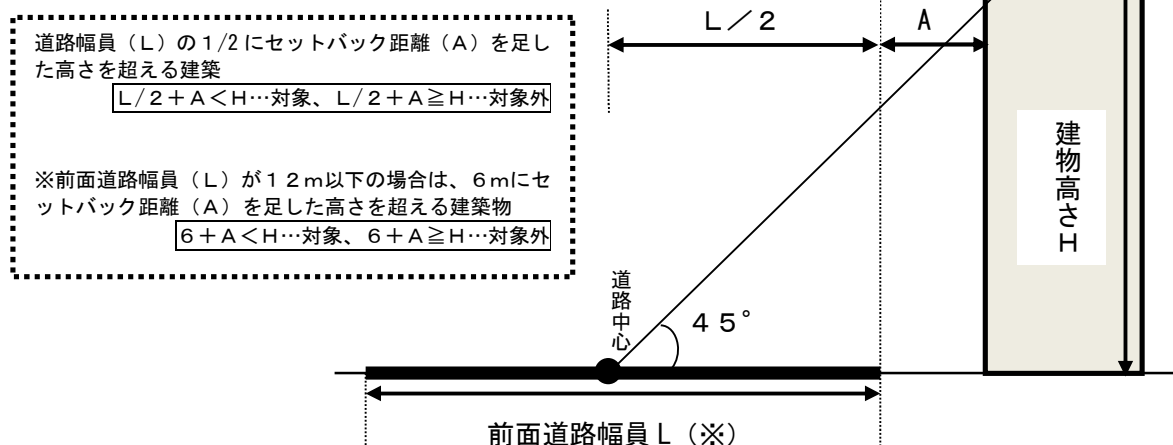 道路幅員（Ｌ）の１/２にセットバック距離（Ａ）を足し
た高さを超える建築
Ｌ/２＋Ａ＜Ｈ…対象、Ｌ/２＋Ａ≧Ｈ…対象外
※前面道路幅員（Ｌ）が１２ｍ以下の場合は、６ｍにセ
ットバック距離（Ａ）を足した高さを超える建築物
６＋Ａ＜Ｈ…対象、６＋Ａ≧Ｈ…対象外
Ｌ／２
Ａ
建物高さＨ
道路中心
４５°
前面道路幅員Ｌ（※）